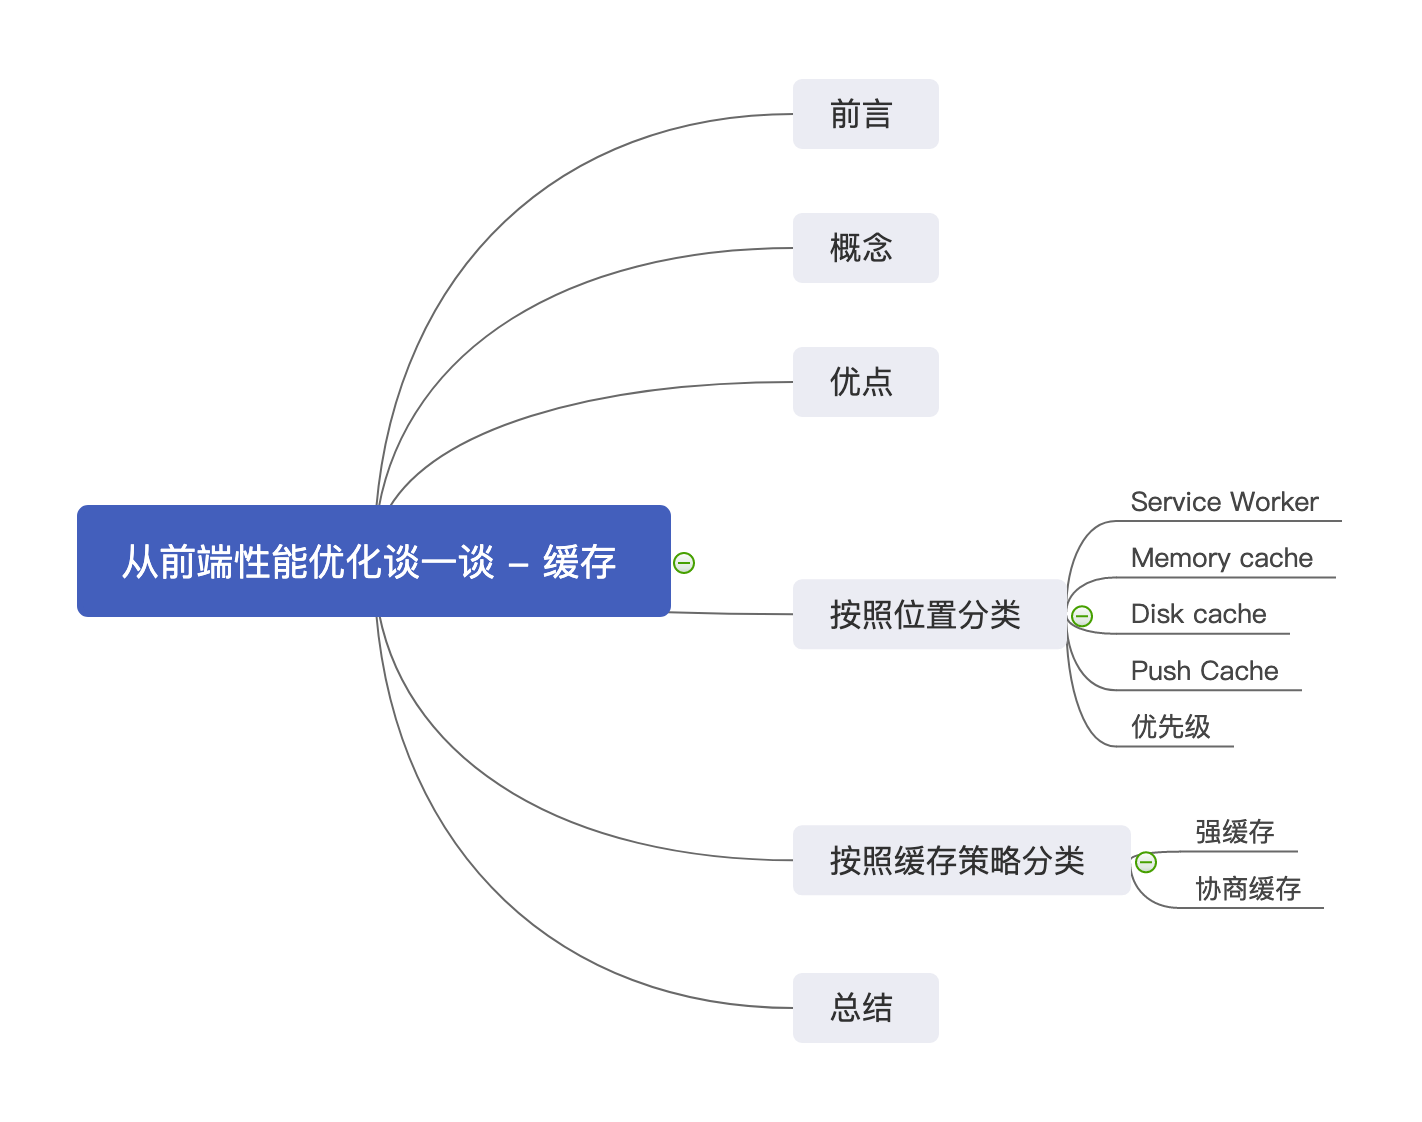 前言
概念
优点
从前端性能优化谈一谈 – 缓存
按照位置分类
Service Worker
Memory cache
Disk cache
Push Cache
优先级
按照缓存策略分类
强缓存
协商缓存
总结